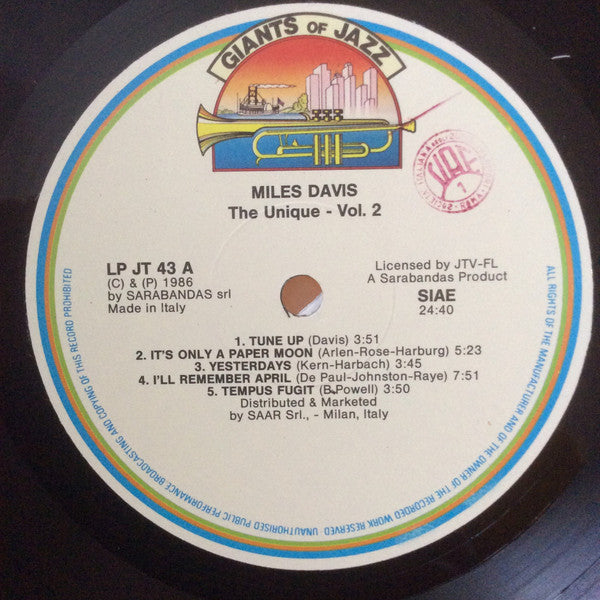 GIANTS OF JAZZ
MILES DAVIS
The Unique - Vol. 2
LP JT 43 A
(C) & (P) 1986
by SARABANDAS srl
Made in Italy
Licensed by JTV-FL
A Sarabandas Product
SIAE
24:40
1. TUNE UP (Davis) 3:51
2. IT'S ONLY A PAPER MOON (Arlen-Rose-Harburg) 5:23
3. YESTERDAYS (Kern-Harbach) 3:45
4. I'LL REMEMBER APRIL (De Paul-Johnston-Raye) 7:51
5. TEMPUS FUGIT (B.Powell) 3:50
Distributed & Marketed
by SAAR Srl., - Milan, Italy
ALL RIGHTS OF THE MANUFACTURER AND OF THE OWNER OF THE RECORDED WORK RESERVED UNAUTHORISED PUBLIC PERFORMANCE BROADCASTING AND COPYING OF THIS RECORD PROHIBITED
SIAE
1
ROMA